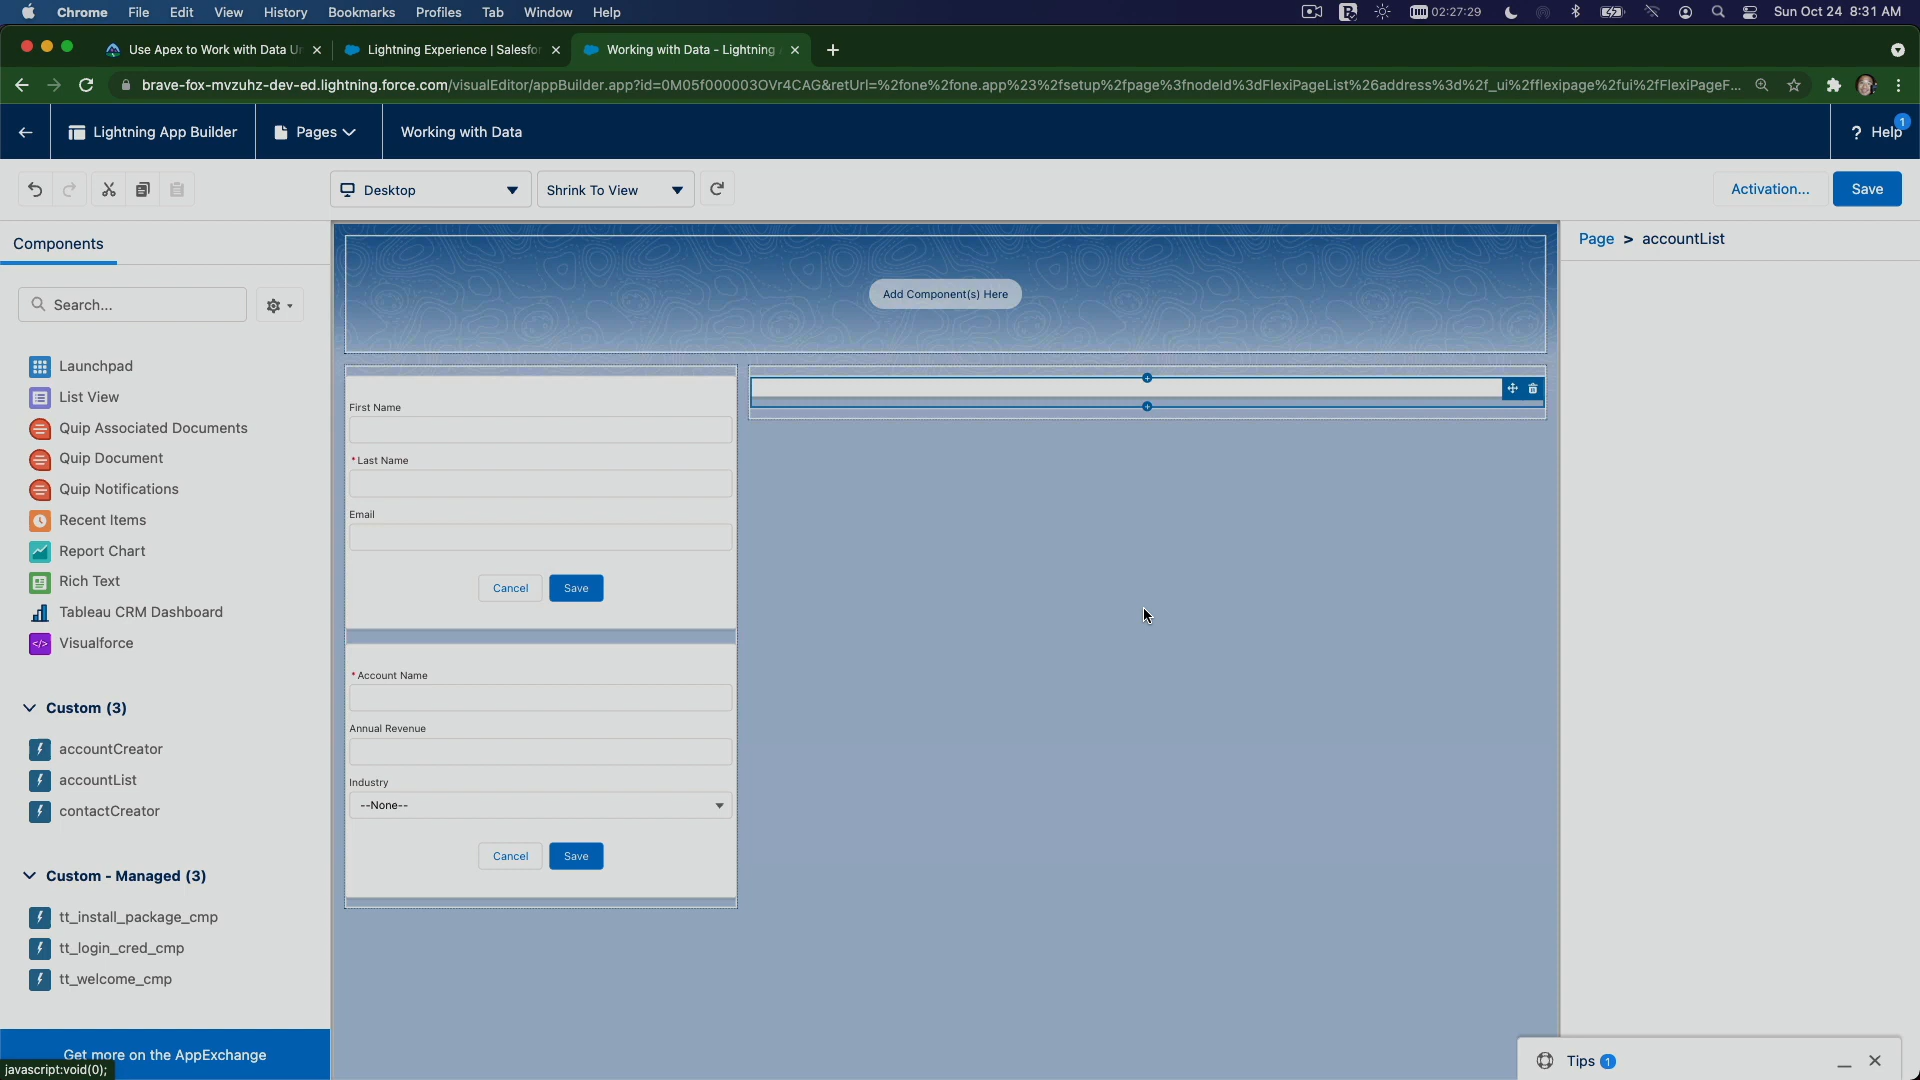 Chrome File Edit View History Bookmarks Profiles Tab Window Help 02:27:29 Sun Oct 24 8:31 AM
Use Apex to Work with Data Un Lightning Experience | Salesfor Working with Data - Lightning
brave-fox-mvzuhz-dev-ed.lightning.force.com/visualEditor/appBuilder.app?id=0M05f000003OVr4CAG&retUrl=%2fone%2fone.app%23%2fsetup%2fpage%3fnodeId%3dFlexiPageList%26address%3d%2f_ui%2fflexipage%2fui%2fFlexiPageF...
Lightning App Builder Pages Working with Data ? Help 1
Desktop Shrink To View Activation... Save
Components
Page > accountList
Search...
Add Component(s) Here
Launchpad
List View
Quip Associated Documents
Quip Document
Quip Notifications
Recent Items
Report Chart
Rich Text
Tableau CRM Dashboard
Visualforce
Custom (3)
accountCreator
accountList
contactCreator
Custom - Managed (3)
tt_install_package_cmp
tt_login_cred_cmp
tt_welcome_cmp
Get more on the AppExchange
javascript:void(0);
First Name
*Last Name
Email
Cancel Save
*Account Name
Annual Revenue
Industry
--None--
Cancel Save
Tips 1